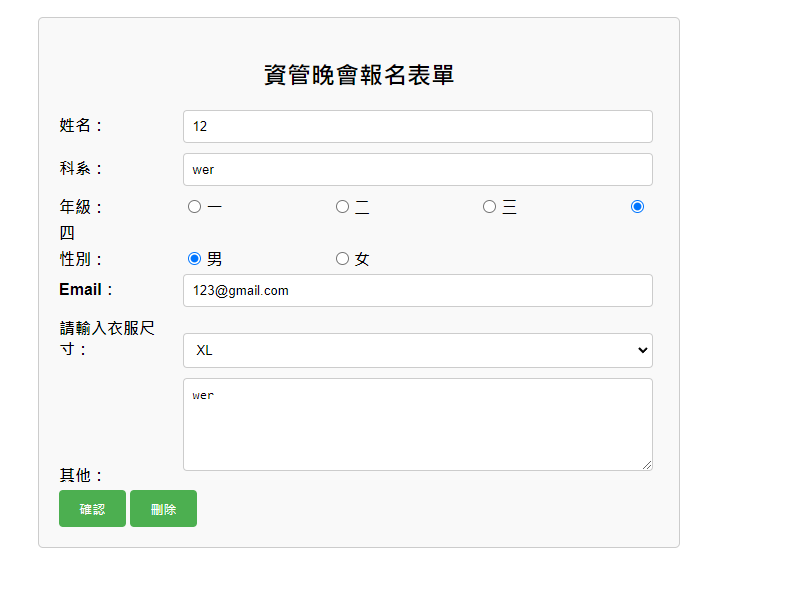 資管晚會報名表單
姓名： 12
科系： wer
年級： 一 二 三
四
性別： 男 女
Email： 123@gmail.com
請輸入衣服尺
寸： XL
wer
其他：
確認 刪除